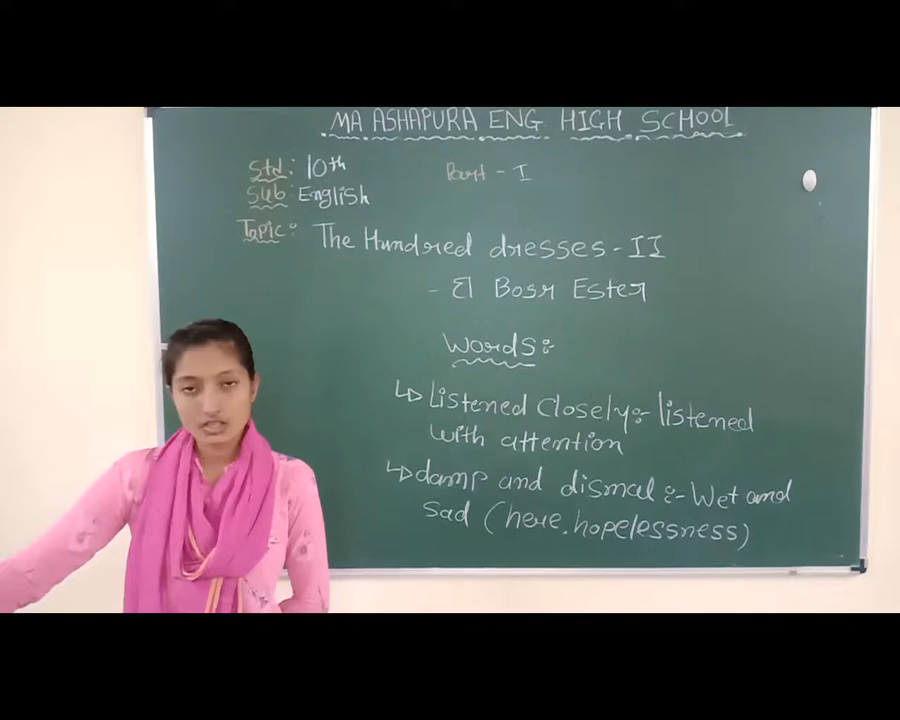 MA ASHAPURA ENG HIGH SCHOOL
Std: 10th
Part - I
Sub: English
Topic: The Hundred dresses - II
- El Bosr Ester
Words:-
↳ Listened Closely:- listened
with attention
↳ damp and dismal:- Wet and
sad (here, hopelessness)